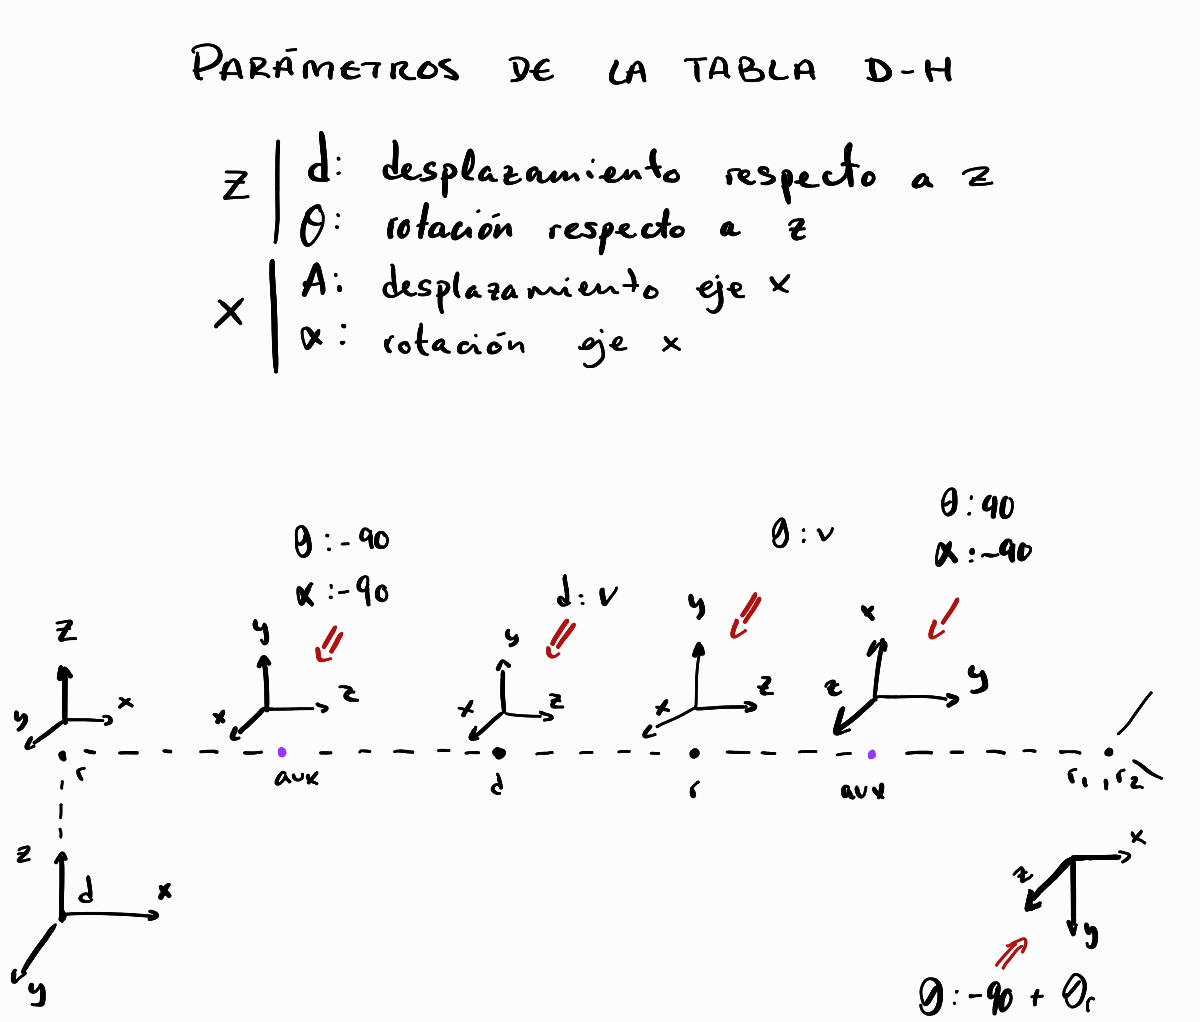 PARÁMETROS DE LA TABLA D-H
z | d: desplazamiento respecto a z
θ: rotación respecto a z
x | A: desplazamiento eje x
α: rotación eje x
θ: 90
α: -90
θ: v
θ: -90
α: -90
d: v
z
y
x
r
y
x
z
aux
y
x
z
d
y
x
z
r
x
z
y
aux
r₁, r₂
z
d
x
y
x
z
y
θ: -90 + θr